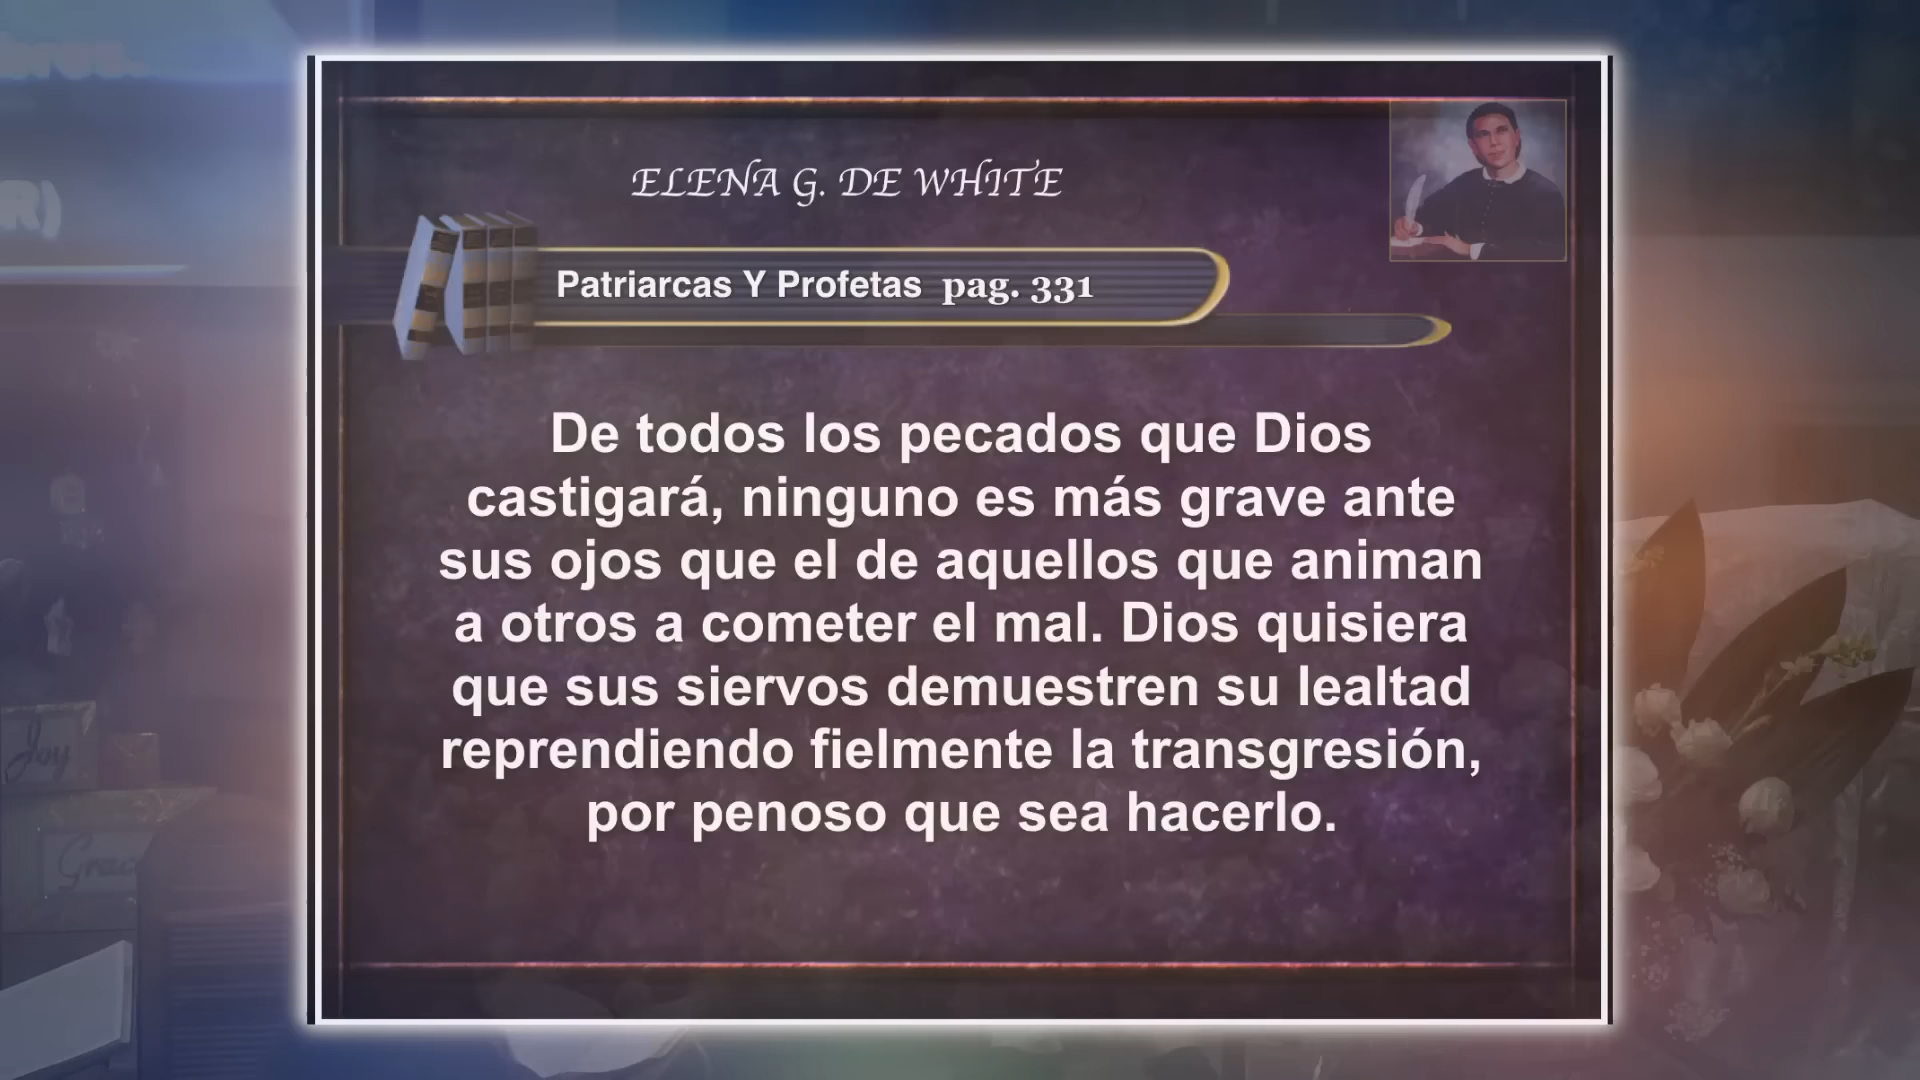 ELENA G. DE WHITE
Patriarcas Y Profetas pag. 331
De todos los pecados que Dios
castigará, ninguno es más grave ante
sus ojos que el de aquellos que animan
a otros a cometer el mal. Dios quisiera
que sus siervos demuestren su lealtad
reprendiendo fielmente la transgresión,
por penoso que sea hacerlo.
R)
Joy
Grace